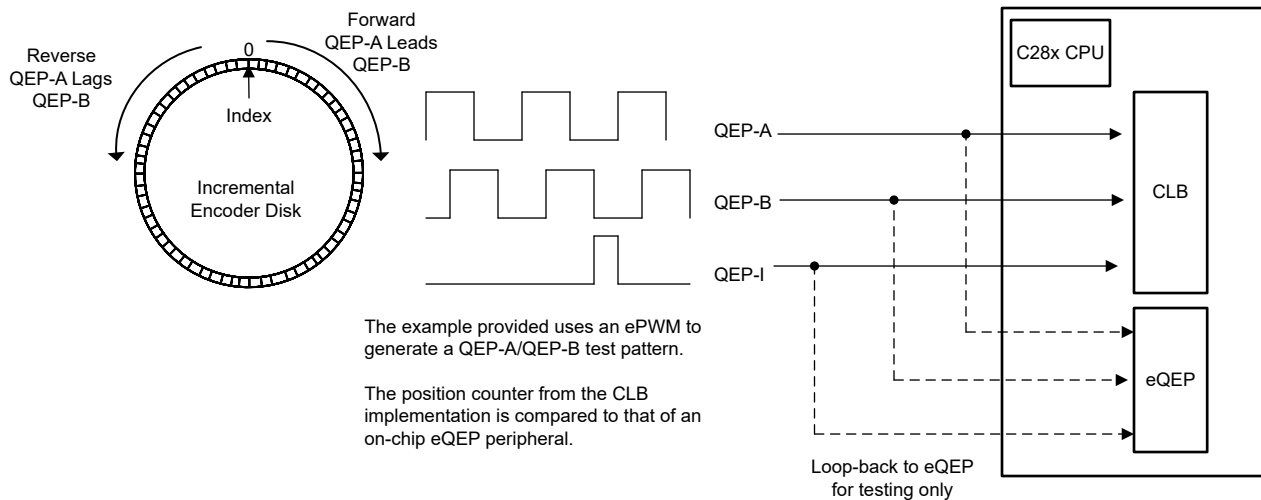 Forward
QEP-A Leads
QEP-B
Reverse
QEP-A Lags
QEP-B
0
Index
Incremental
Encoder Disk
QEP-A
QEP-B
QEP-I
C28x CPU
CLB
eQEP
The example provided uses an ePWM to
generate a QEP-A/QEP-B test pattern.
The position counter from the CLB
implementation is compared to that of an
on-chip eQEP peripheral.
Loop-back to eQEP
for testing only